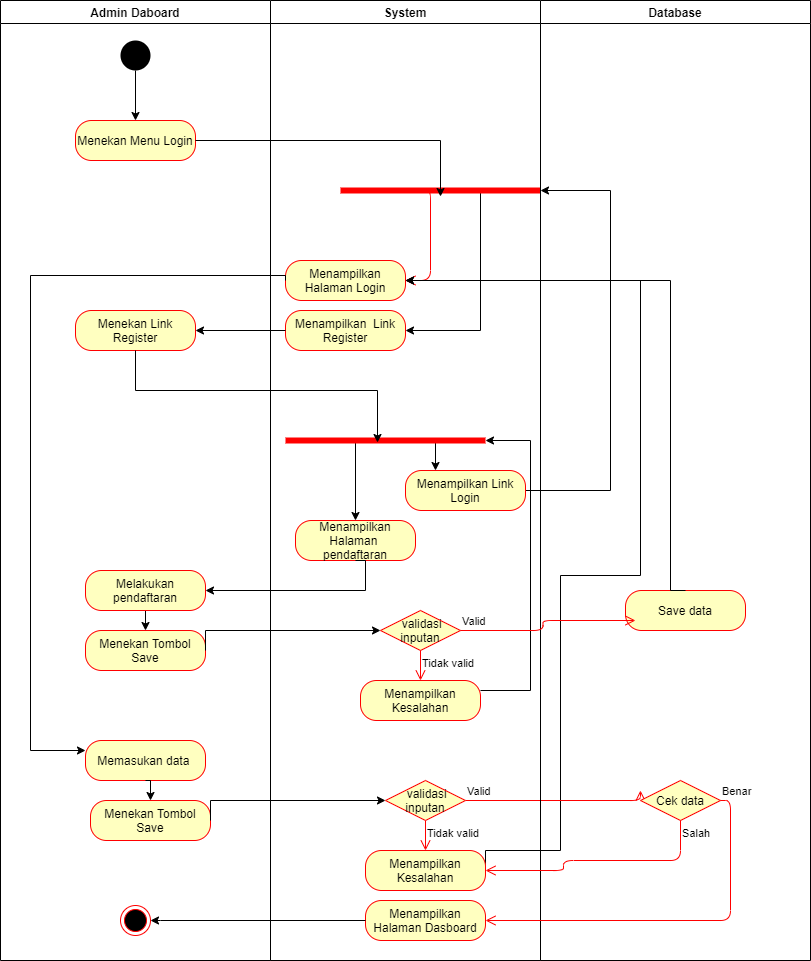 Admin Daboard
System
Database
Menekan Menu Login
Menampilkan
Halaman Login
Menekan Link
Register
Menampilkan Link
Register
Menampilkan Link
Login
Menampilkan
Halaman
pendaftaran
Melakukan
pendaftaran
Menekan Tombol
Save
validasi
inputan
Valid
Save data
Tidak valid
Menampilkan
Kesalahan
Memasukan data
Menekan Tombol
Save
validasi
inputan
Valid
Cek data
Benar
Tidak valid
Salah
Menampilkan
Kesalahan
Menampilkan
Halaman Dasboard